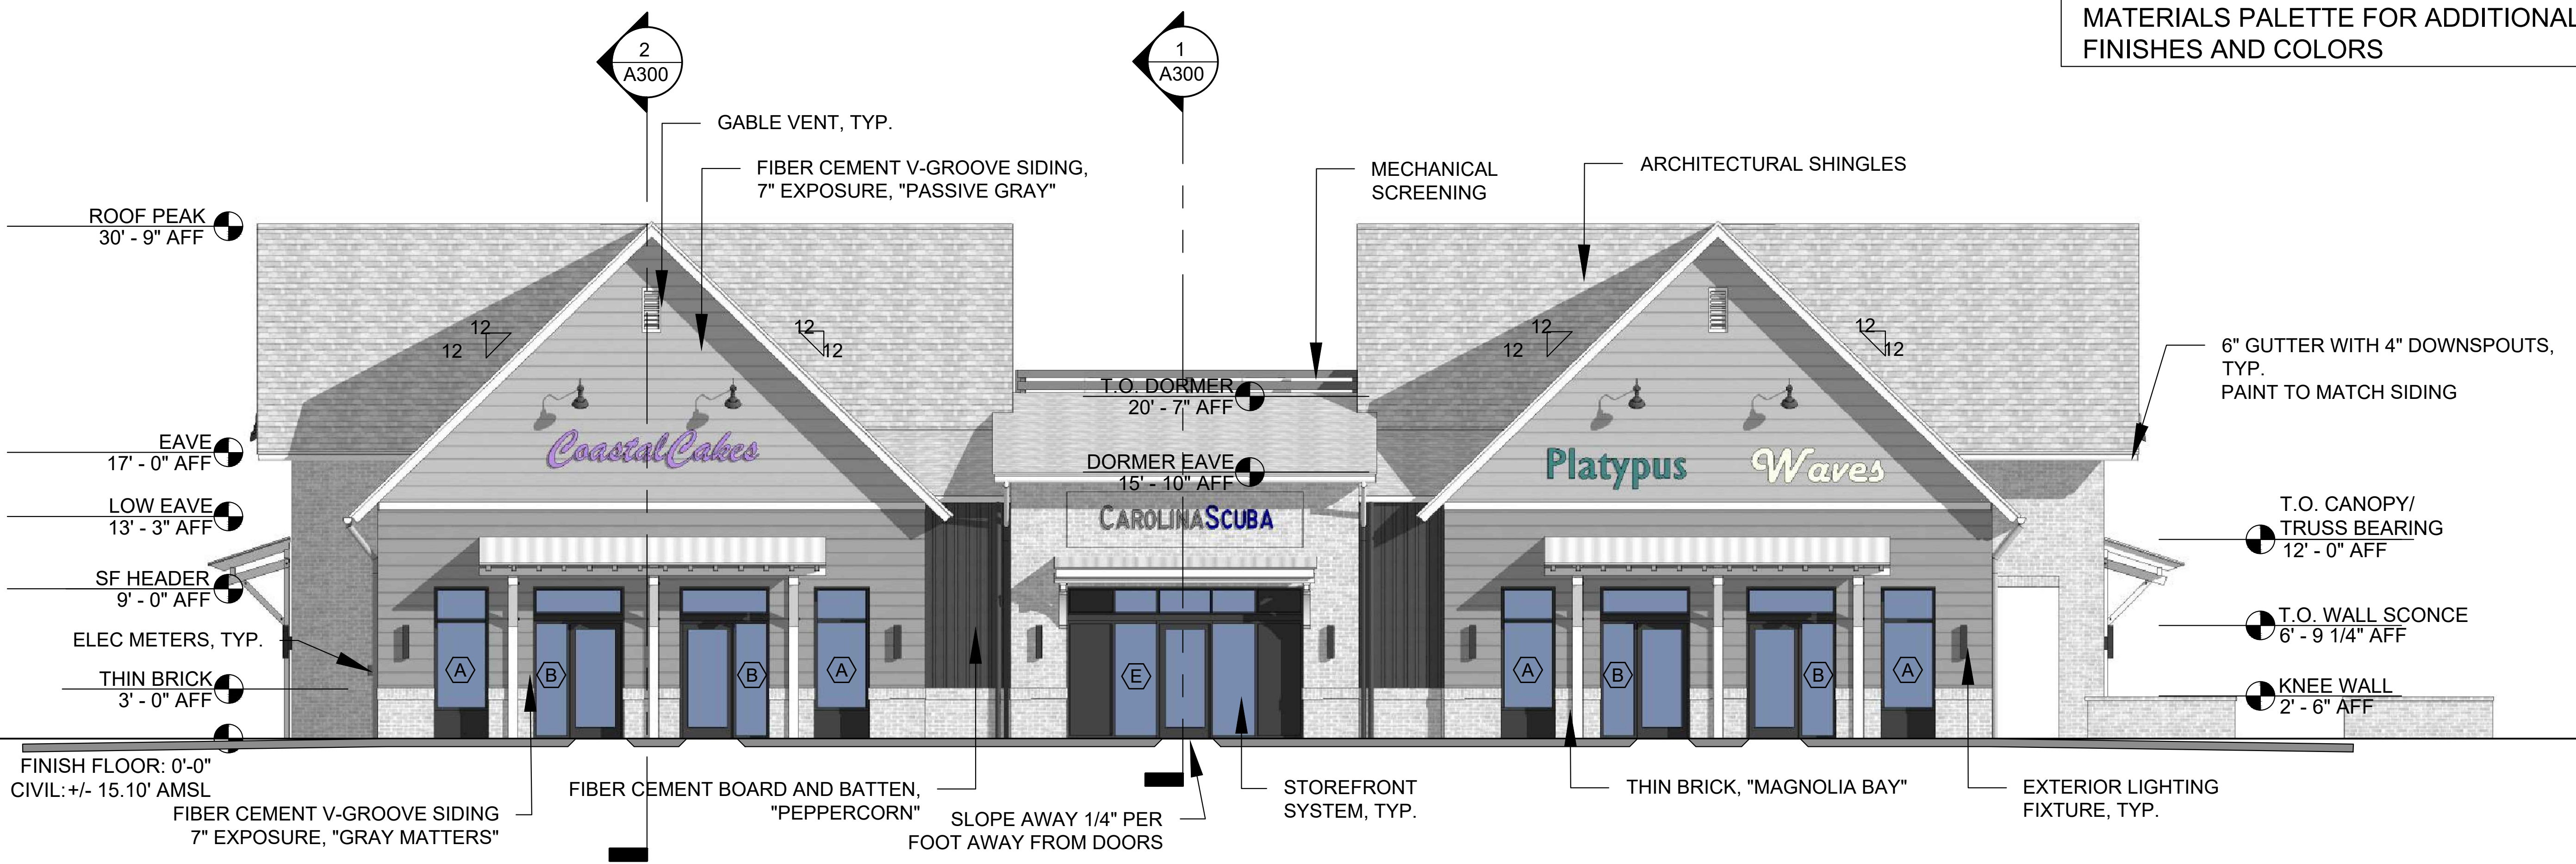 MATERIALS PALETTE FOR ADDITIONAL
FINISHES AND COLORS
2
A300
1
A300
GABLE VENT, TYP.
FIBER CEMENT V-GROOVE SIDING,
7" EXPOSURE, "PASSIVE GRAY"
MECHANICAL
SCREENING
ARCHITECTURAL SHINGLES
ROOF PEAK
30' - 9" AFF
12
12
12
12
12
12
12
12
6" GUTTER WITH 4" DOWNSPOUTS,
TYP.
PAINT TO MATCH SIDING
T.O. DORMER
20' - 7" AFF
EAVE
17' - 0" AFF
Coastal Cakes
DORMER EAVE
15' - 10" AFF
Platypus
Waves
LOW EAVE
13' - 3" AFF
CAROLINASCUBA
T.O. CANOPY/
TRUSS BEARING
12' - 0" AFF
SF HEADER
9' - 0" AFF
ELEC METERS, TYP.
T.O. WALL SCONCE
6' - 9 1/4" AFF
THIN BRICK
3' - 0" AFF
A
B
B
A
E
A
B
B
A
KNEE WALL
2' - 6" AFF
FINISH FLOOR: 0'-0"
CIVIL:+/- 15.10' AMSL
FIBER CEMENT V-GROOVE SIDING
7" EXPOSURE, "GRAY MATTERS"
FIBER CEMENT BOARD AND BATTEN,
"PEPPERCORN"
SLOPE AWAY 1/4" PER
FOOT AWAY FROM DOORS
STOREFRONT
SYSTEM, TYP.
THIN BRICK, "MAGNOLIA BAY"
EXTERIOR LIGHTING
FIXTURE, TYP.